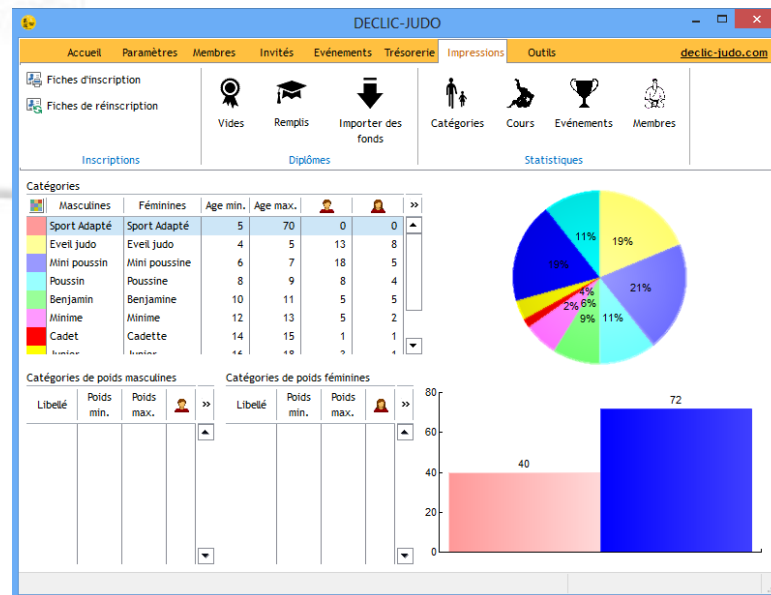 DECLIC-JUDO
Accueil Paramètres Membres Invités Evénements Trésorerie Impressions Outils declic-judo.com
Fiches d'inscription
Fiches de réinscription
Vides Remplis Importer des fonds Catégories Cours Evénements Membres
Inscriptions Diplômes Statistiques
Catégories
Masculines Féminines Age min. Age max. »
Sport Adapté Sport Adapté 5 70 0 0
Eveil judo Eveil judo 4 5 13 8
Mini poussin Mini poussine 6 7 18 5
Poussin Poussine 8 9 8 4
Benjamin Benjamine 10 11 5 5
Minime Minime 12 13 5 2
Cadet Cadette 14 15 1 1
Junior Junior 16 18 1
11% 19%
19% 21%
4%
2% 6%
9% 11%
Catégories de poids masculines Catégories de poids féminines
Libellé Poids min. Poids max. » Libellé Poids min. Poids max. »
80
60
40
20
0
40
72